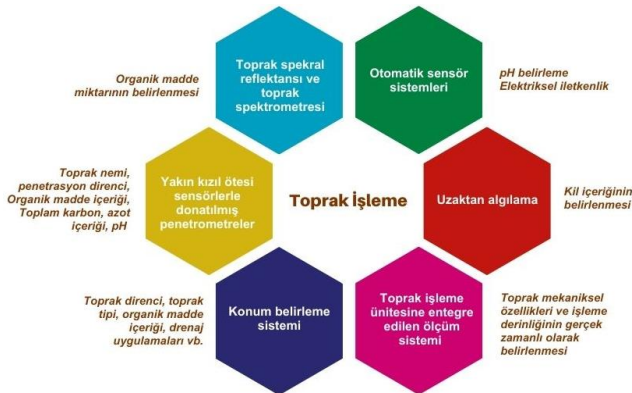 Organik madde
miktarının belirlenmesi
Toprak spektral
reflektansı ve
toprak
spektrometresi
Otomatik sensör
sistemleri
pH belirleme
Elektriksel iletkenlik
Toprak nemi,
penetrasyon direnci,
Organik madde içeriği,
Toplam karbon, azot
içeriği, pH
Yakın kızıl ötesi
sensörlerle
donatılmış
penetrometreler
Toprak İşleme
Uzaktan algılama
Kil içeriğinin
belirlenmesi
Toprak direnci, toprak
tipi, organik madde
içeriği, drenaj
uygulamaları vb.
Konum belirleme
sistemi
Toprak işleme
ünitesine entegre
edilen ölçüm
sistemi
Toprak mekaniksel
özellikleri ve işleme
derinliğinin gerçek
zamanlı olarak
belirlenmesi